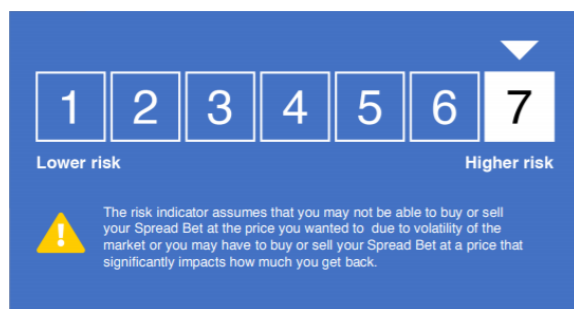 1 2 3 4 5 6 7
Lower risk Higher risk
The risk indicator assumes that you may not be able to buy or sell
your Spread Bet at the price you wanted to due to volatility of the
market or you may have to buy or sell your Spread Bet at a price that
significantly impacts how much you get back.